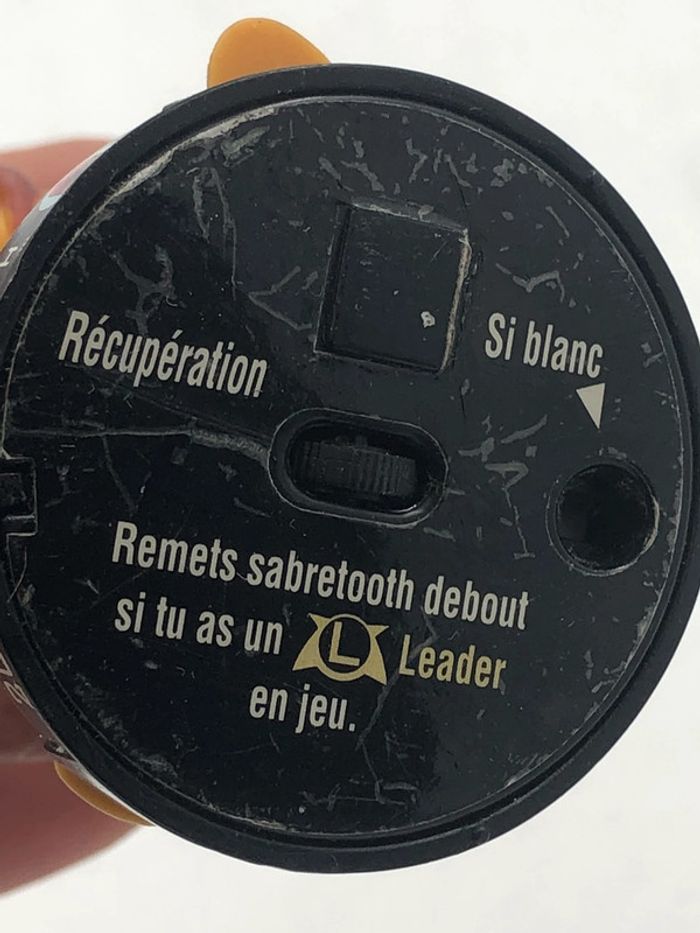 Récupération
Si blanc
Remets sabretooth debout
si tu as un L Leader
en jeu.